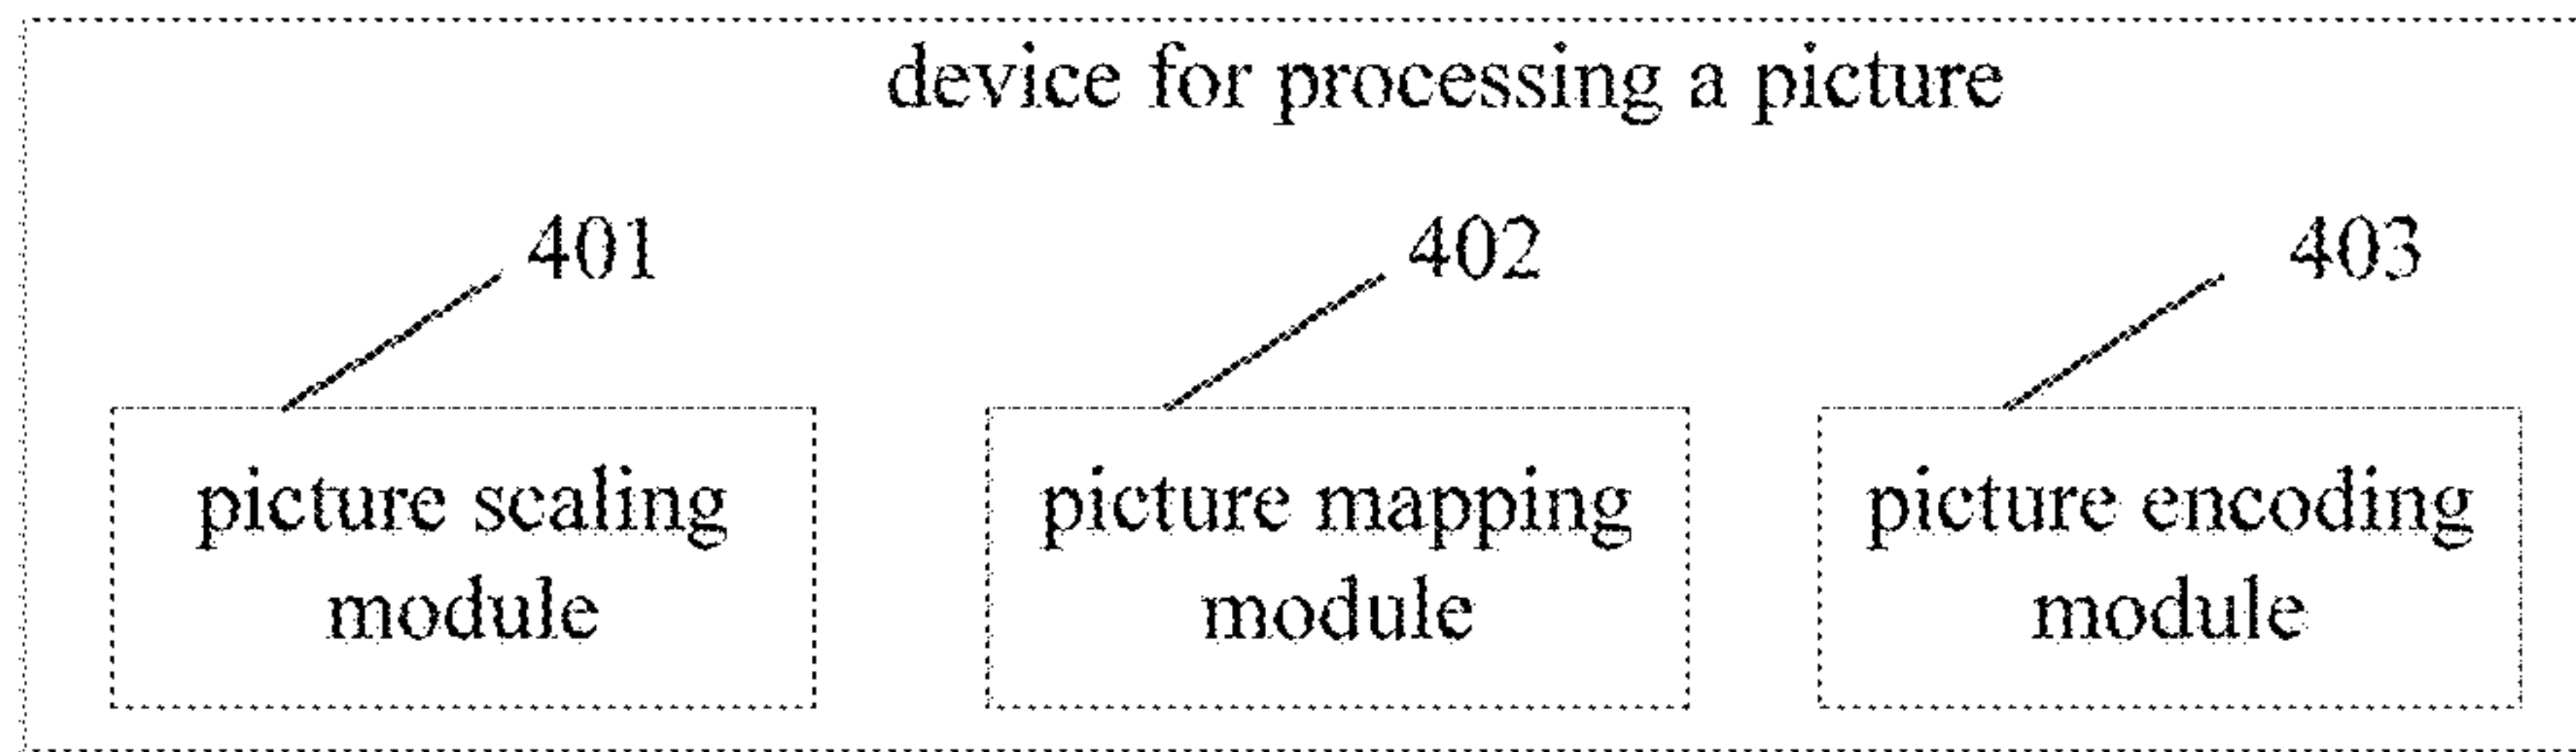 device for processing a picture
401 402 403
picture scaling picture mapping picture encoding
module module module